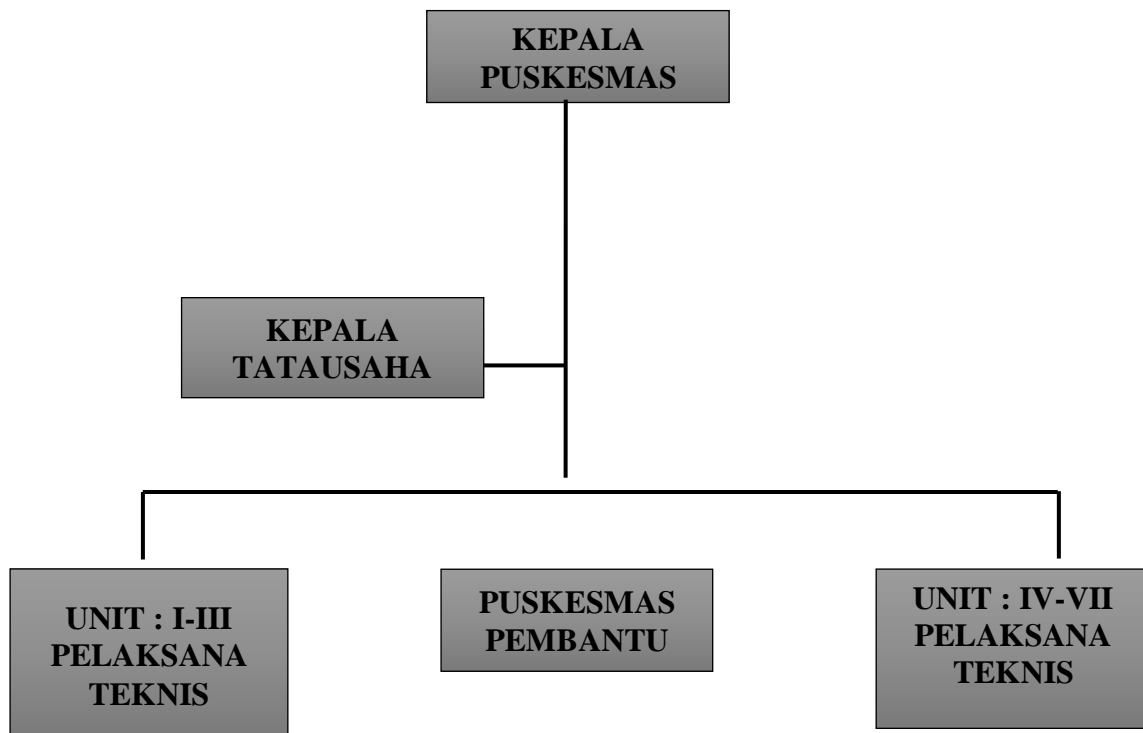 KEPALA
PUSKESMAS
KEPALA
TATAUSAHA
UNIT : I-III
PELAKSANA
TEKNIS
PUSKESMAS
PEMBANTU
UNIT : IV-VII
PELAKSANA
TEKNIS